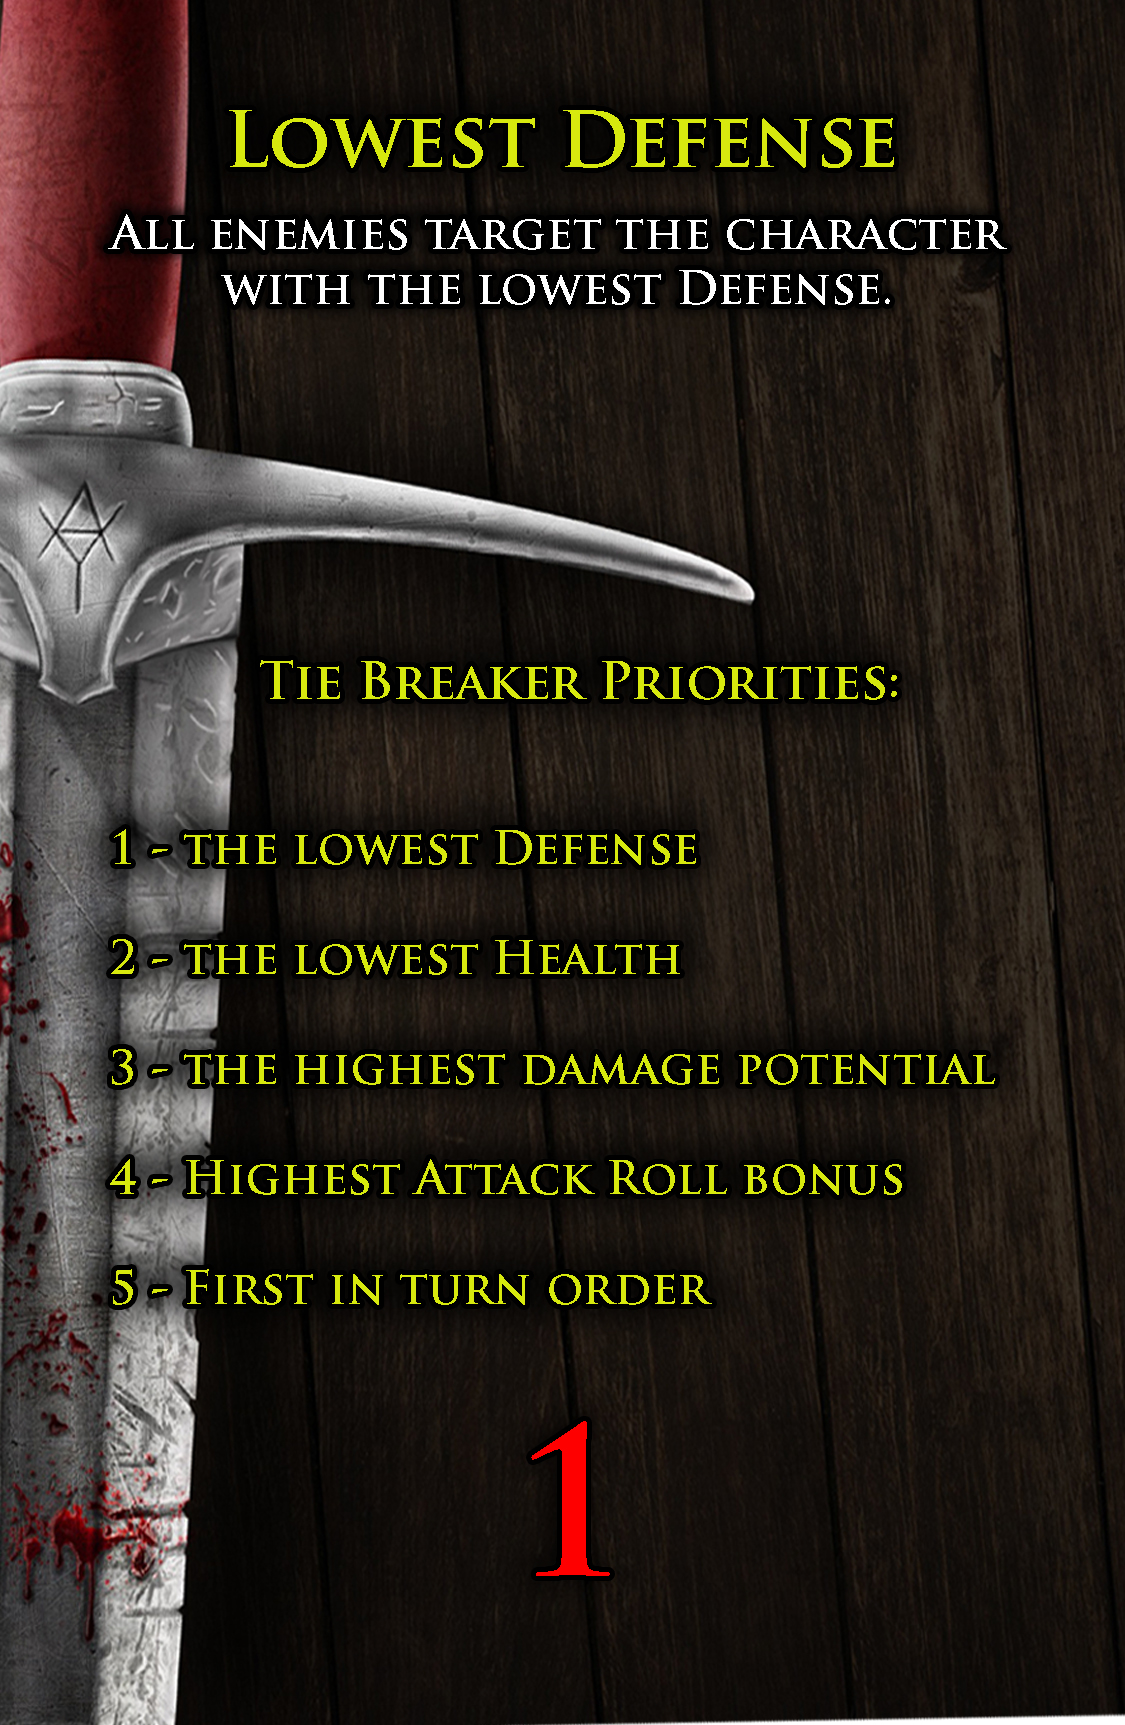 Lowest Defense
All enemies target the character
with the lowest Defense.
Tie Breaker Priorities:
1 - the lowest Defense
2 - the lowest Health
3 - the highest damage potential
4 - Highest Attack Roll bonus
5 - First in turn order
1